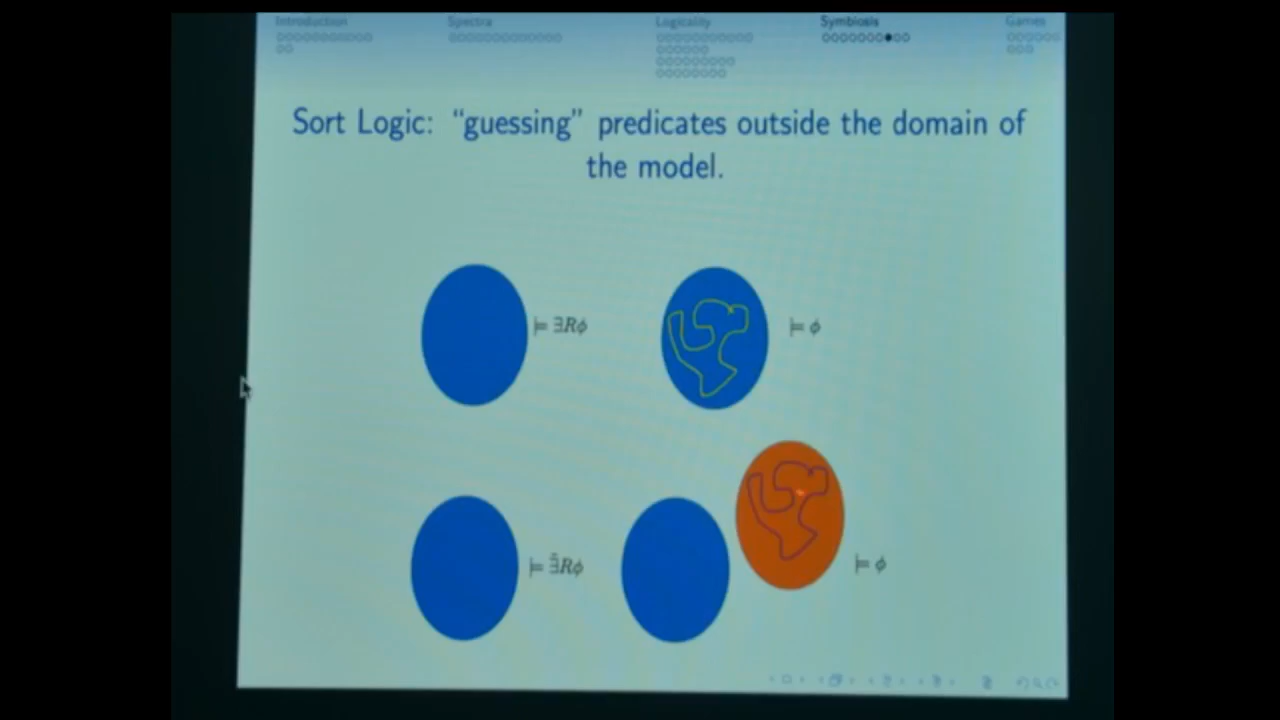 Introduction Spectra Logicality Symbiosis Games
Sort Logic: “guessing” predicates outside the domain of
the model.
⊨ ∃Rϕ
⊨ ϕ
⊨ ∃̃Rϕ
⊨ ϕ